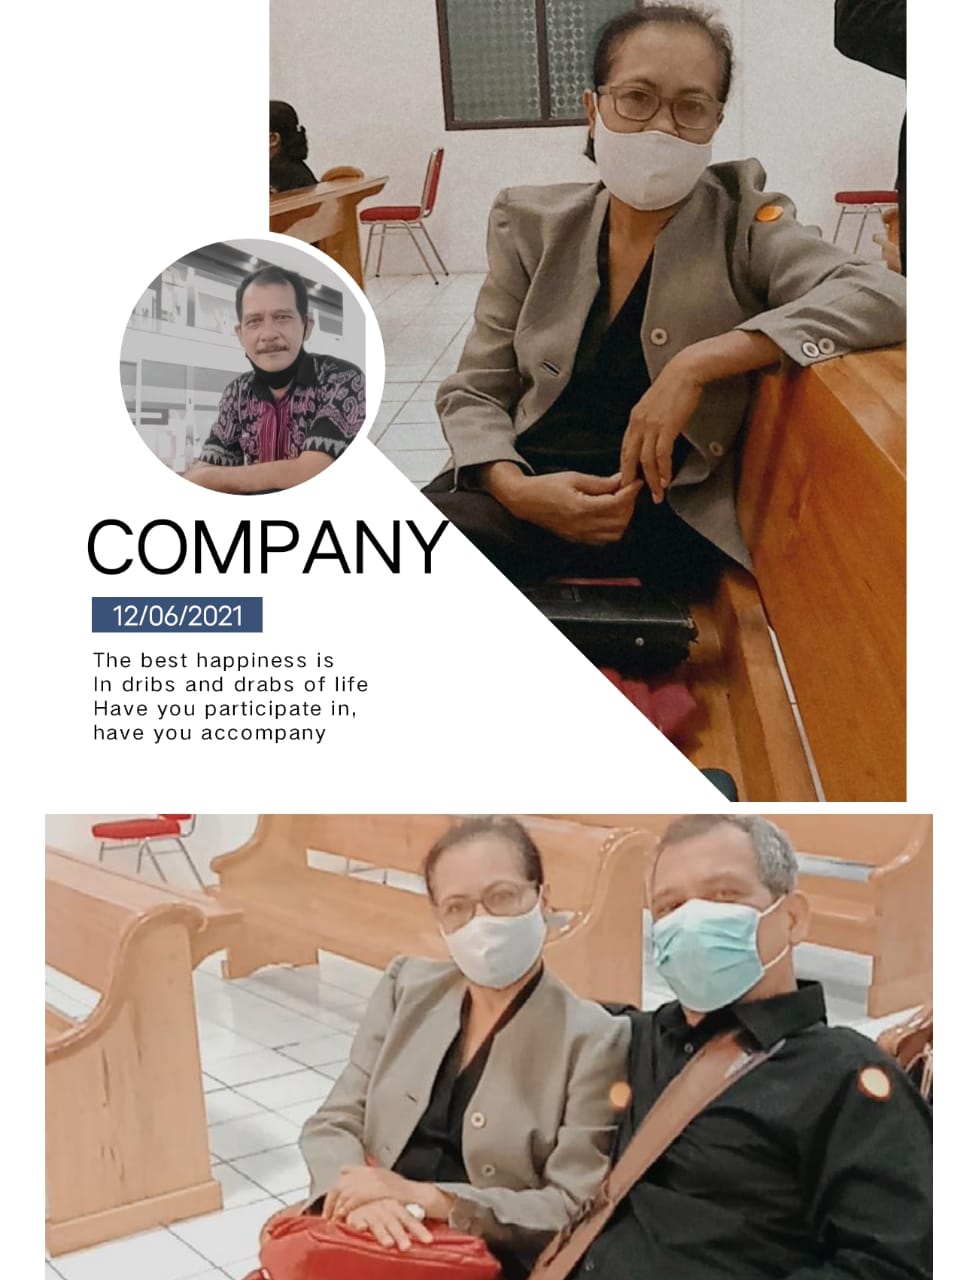 COMPANY
12/06/2021
The best happiness is
In dribs and drabs of life
Have you participate in,
have you accompany